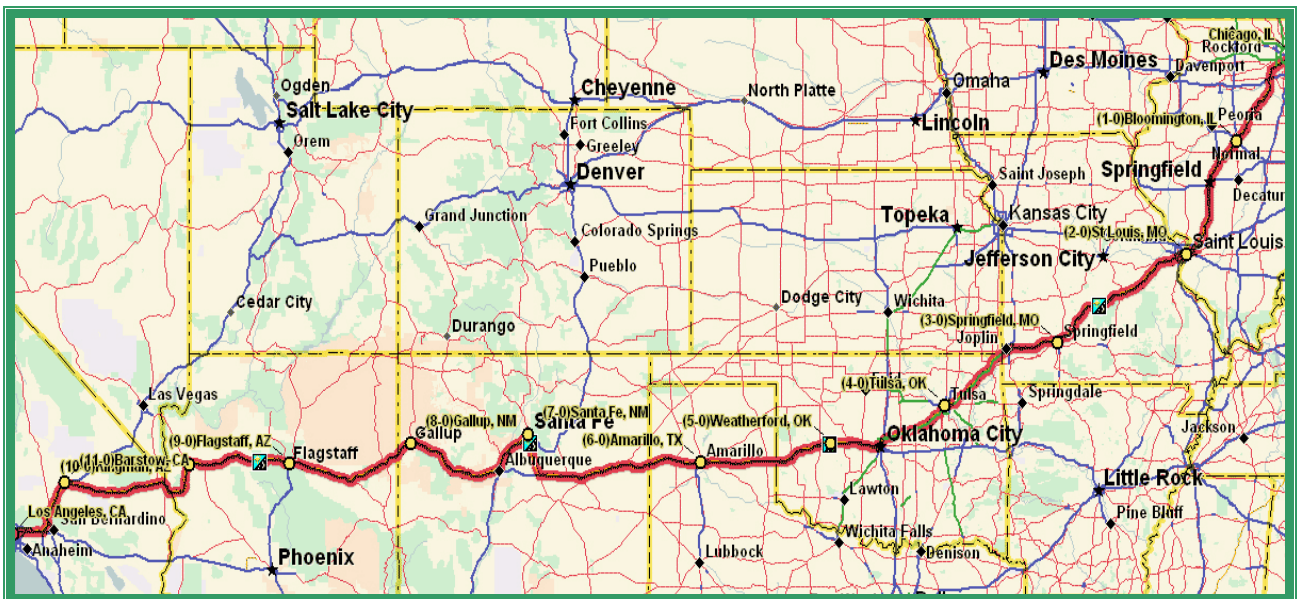 Chicago, IL
Rockford
Des Moines
Davenport
Ogden
Cheyenne
Omaha
North Platte
Salt Lake City
Lincoln
(1-0)Bloomington, IL
Peoria
Fort Collins
Orem
Greeley
Normal
Denver
Saint Joseph
Springfield
Decatur
Grand Junction
Topeka
Kansas City
Colorado Springs
(2-0)St Louis, MO
Saint Louis
Jefferson City
Pueblo
Cedar City
Dodge City
Wichita
(3-0)Springfield, MO
Durango
Joplin
Springfield
(4-0)Tulsa, OK
Las Vegas
Tulsa
Springdale
(7-0)Santa Fe, NM
(8-0)Gallup, NM
Santa Fe
(5-0)Weatherford, OK
Jackson
(9-0)Flagstaff, AZ
Gallup
(6-0)Amarillo, TX
Oklahoma City
(11-0)Barstow, CA
Flagstaff
Albuquerque
Amarillo
Little Rock
Lawton
Los Angeles, CA
San Bernardino
Pine Bluff
Wichita Falls
Anaheim
Phoenix
Lubbock
Denison